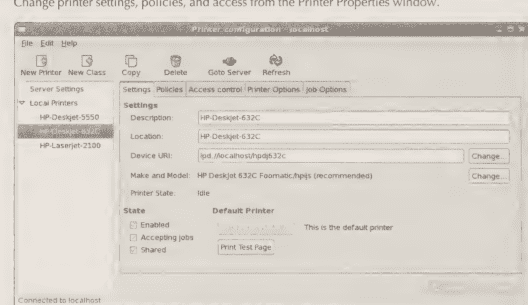 Change printer settings, policies, and access from the Printer Properties window.
Printer configuration - localhost
File Edit Help
New Printer New Class Copy Delete Goto Server Refresh
Server Settings
Local Printers
HP-Deskjet-5550
HP-Deskjet-632C
HP-Laserjet-2100
Settings Policies Access control Printer Options Job Options
Settings
Description: HP-Deskjet-632C
Location: HP-Deskjet-632C
Device URI: lpd://localhost/hpdj632c Change...
Make and Model: HP DeskJet 632C Foomatic/hpijs (recommended) Change...
Printer State: Idle
State Default Printer
Enabled This is the default printer
Accepting jobs
Shared Print Test Page
Connected to localhost